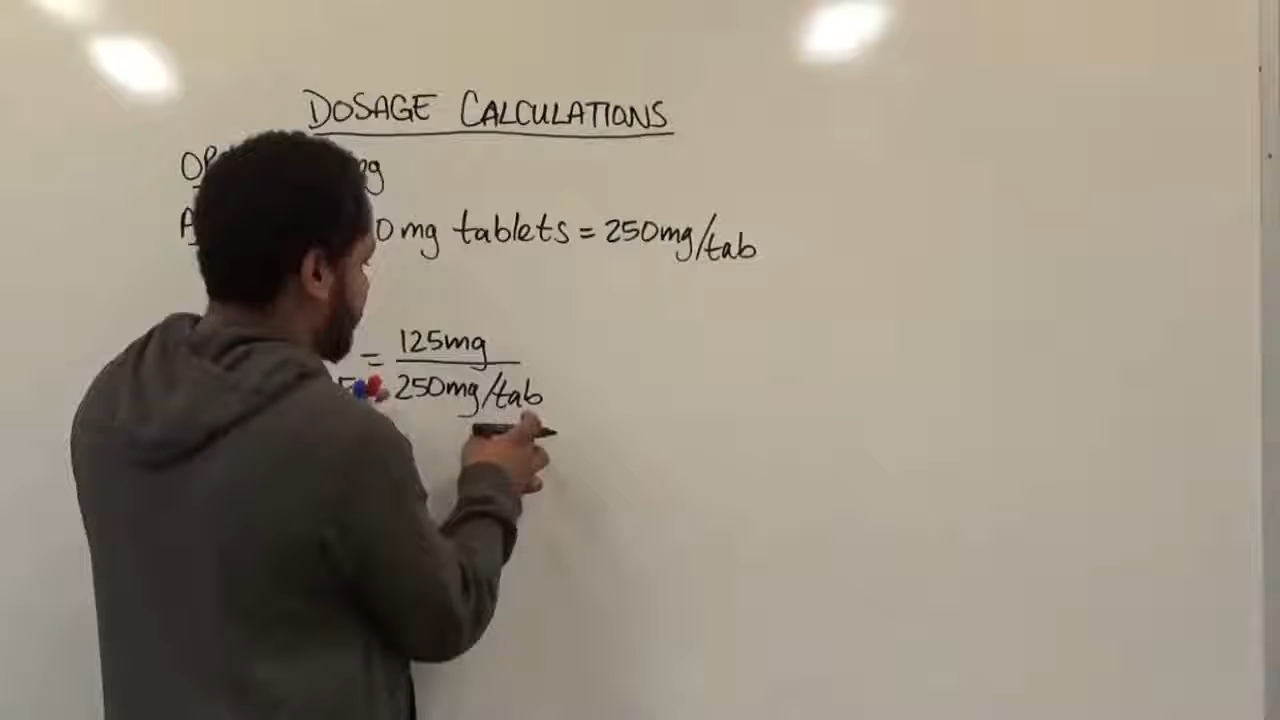 DOSAGE CALCULATIONS
mg tablets = 250mg/tab
= 125mg
250mg/tab